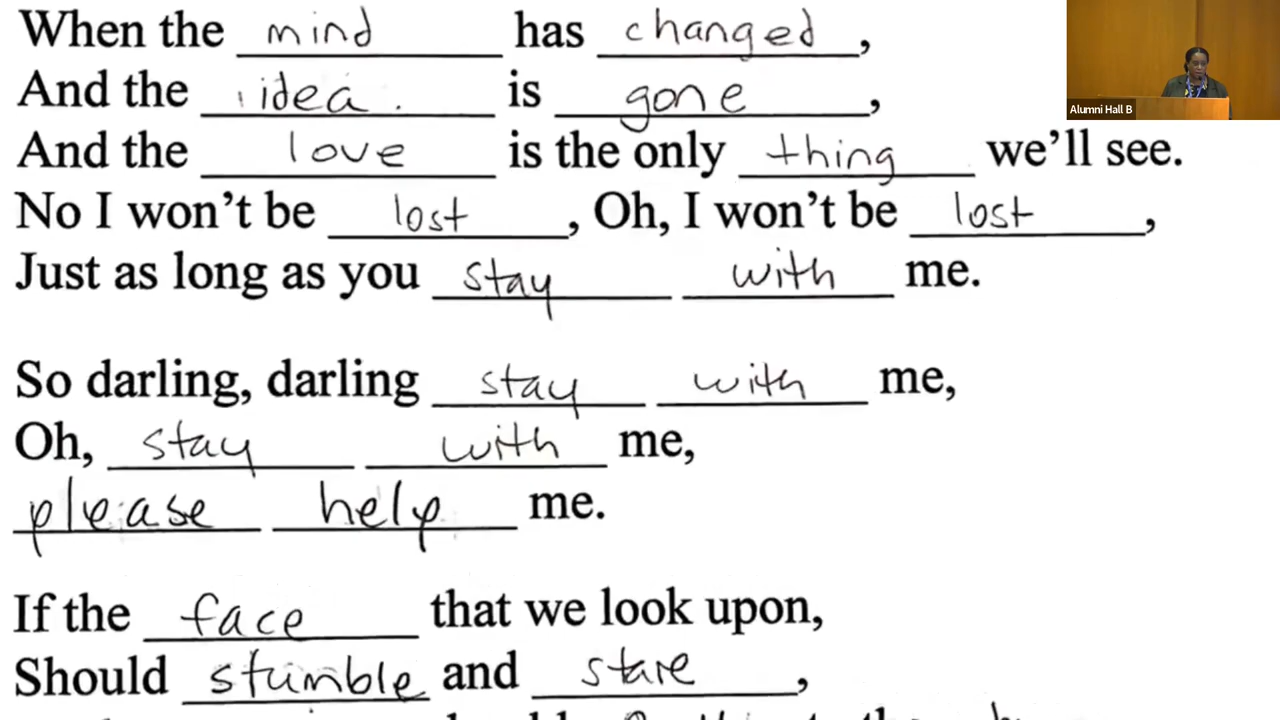 When the mind has changed,
And the idea. is gone,
And the love is the only thing we'll see.
No I won't be lost, Oh, I won't be lost,
Just as long as you stay with me.
So darling, darling stay with me,
Oh, stay with me,
please help me.
If the face that we look upon,
Should stumble and stare,
Alumni Hall B